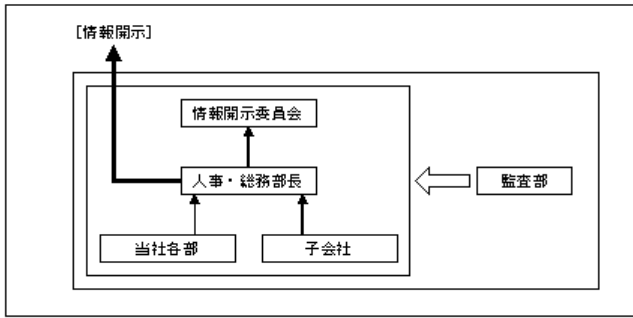 [情報開示]
情報開示委員会
人事・総務部長
監査部
当社各部
子会社